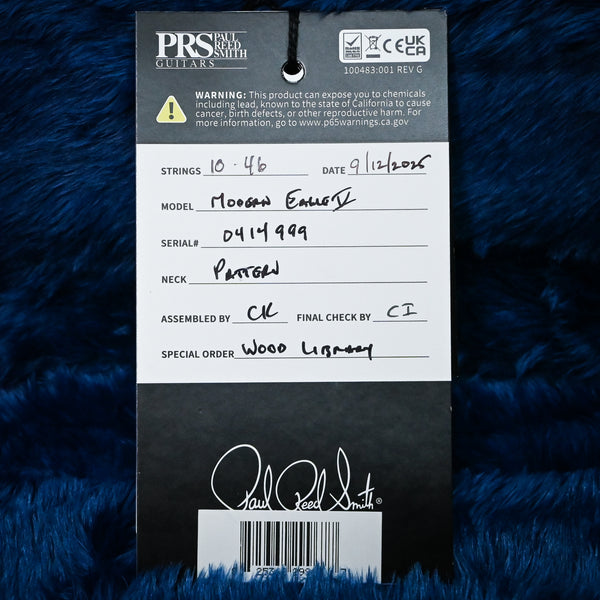 PRS PAUL REED SMITH
GUITARS
CE UKCA
100483:001 REV G
WARNING: This product can expose you to chemicals
including lead, known to the state of California to cause
cancer, birth defects, or other reproductive harm. For
more information, go to www.p65warnings.ca.gov
STRINGS 10-46 DATE 9/12/2025
MODEL MODERN EAGLE V
SERIAL# 0414999
NECK PATTERN
ASSEMBLED BY CK FINAL CHECK BY CI
SPECIAL ORDER WOOD LIBRARY
Paul Reed Smith®